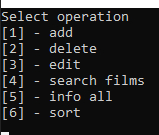 Select operation
[1] - add
[2] - delete
[3] - edit
[4] - search films
[5] - info all
[6] - sort